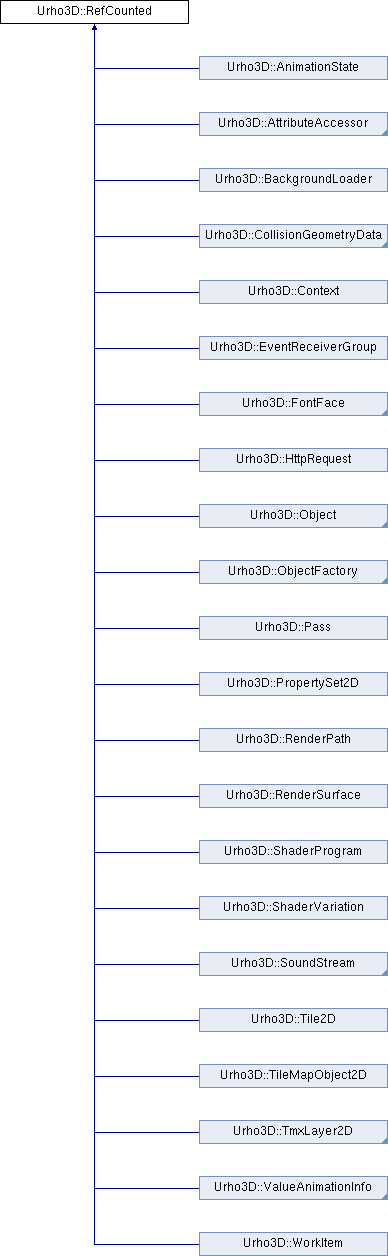 Urho3D::RefCounted
Urho3D::AnimationState
Urho3D::AttributeAccessor
Urho3D::BackgroundLoader
Urho3D::CollisionGeometryData
Urho3D::Context
Urho3D::EventReceiverGroup
Urho3D::FontFace
Urho3D::HttpRequest
Urho3D::Object
Urho3D::ObjectFactory
Urho3D::Pass
Urho3D::PropertySet2D
Urho3D::RenderPath
Urho3D::RenderSurface
Urho3D::ShaderProgram
Urho3D::ShaderVariation
Urho3D::SoundStream
Urho3D::Tile2D
Urho3D::TileMapObject2D
Urho3D::TmxLayer2D
Urho3D::ValueAnimationInfo
Urho3D::WorkItem